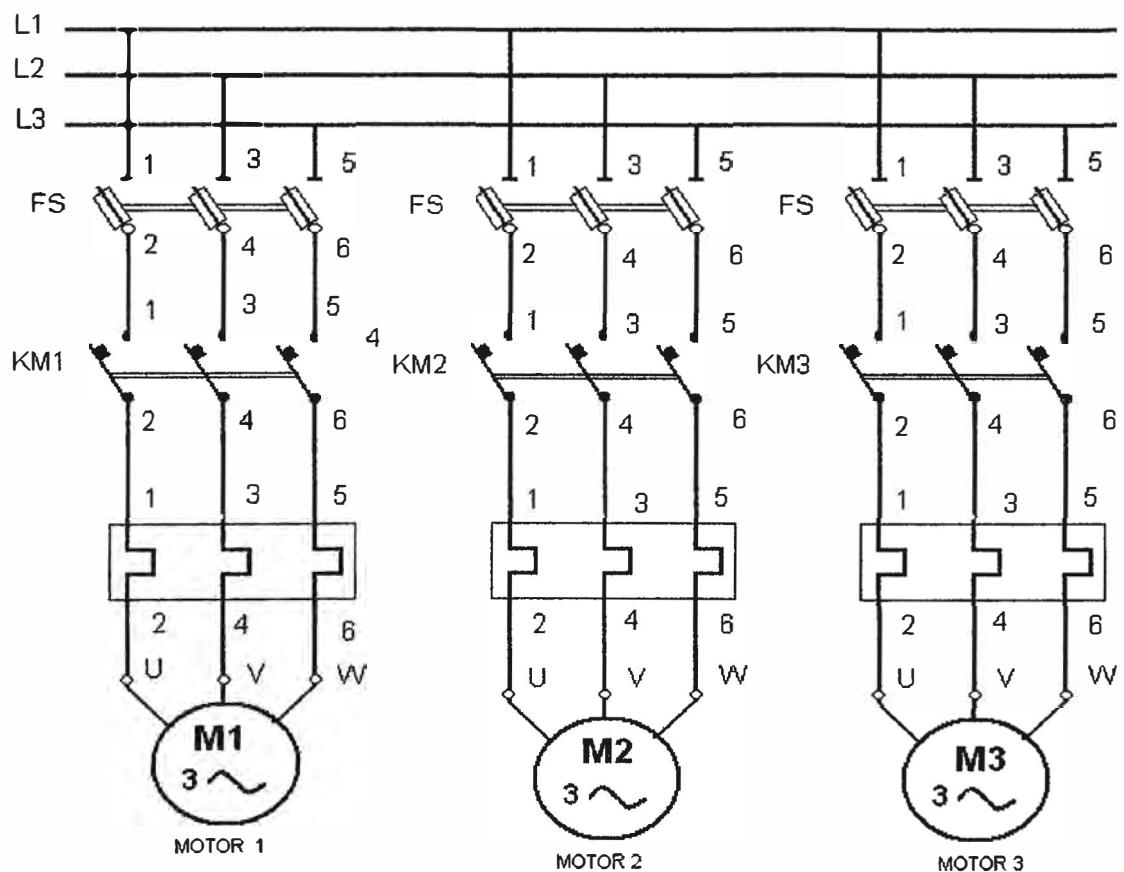 L1
L2
L3
1 3 5 1 3 5 1 3 5
FS FS FS
2 4 6 2 4 6 2 4 6
1 3 5 1 3 5 1 3 5
4
KM1 KM2 KM3
2 4 6 2 4 6 2 4 6
1 3 5 1 3 5 1 3 5
2 4 6 2 4 6 2 4 6
U V W U V W U V W
M1 M2 M3
3 3 3
MOTOR 1 MOTOR 2 MOTOR 3